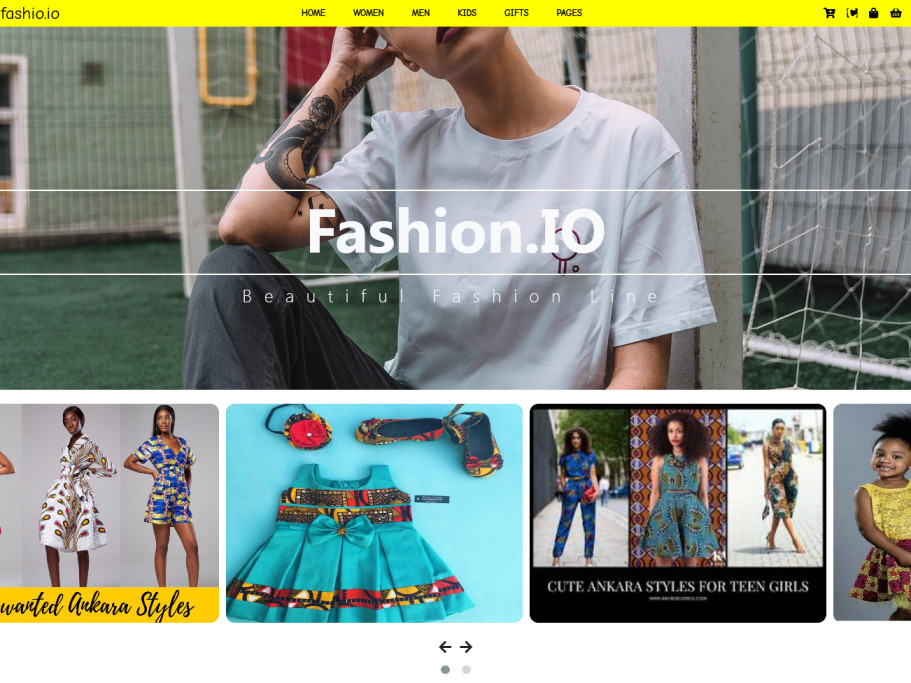 fashio.io
HOME WOMEN MEN KIDS GIFTS PAGES
Fashion.IO
Beautiful Fashion Line
wanted Ankara Styles
CUTE ANKARA STYLES FOR TEEN GIRLS